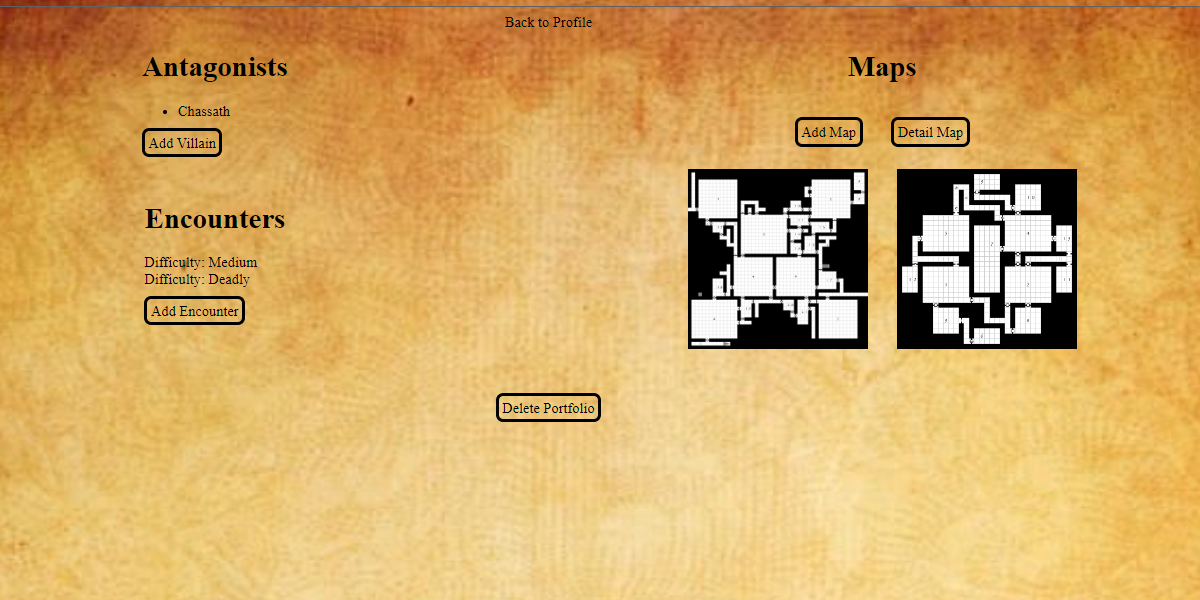 Back to Profile
Antagonists
Chassath
Add Villain
Encounters
Difficulty: Medium
Difficulty: Deadly
Add Encounter
Maps
Add Map
Detail Map
Delete Portfolio